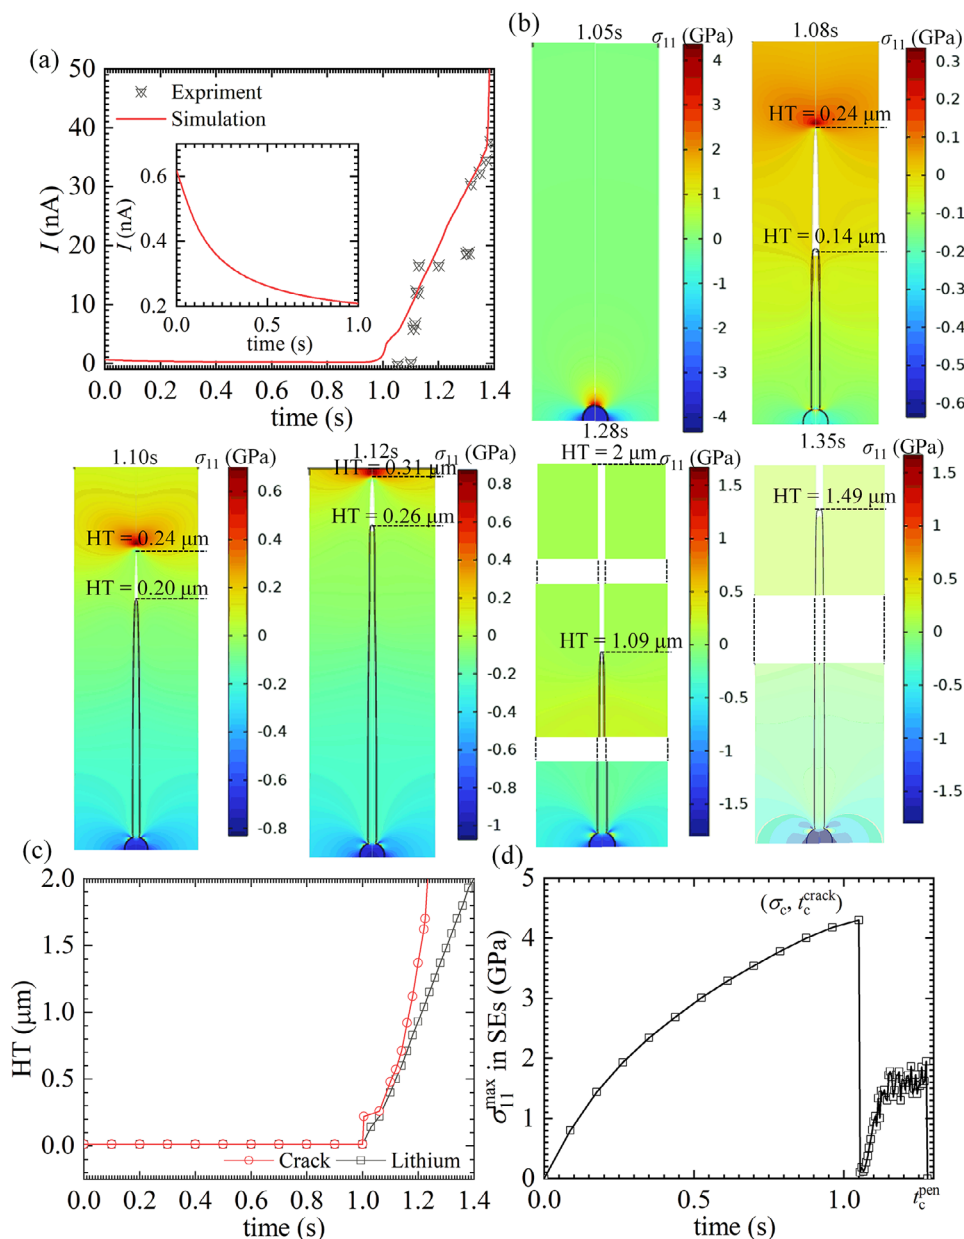 (a)
50
40
30
20
10
0
I (nA)
Expriment
Simulation
0.6
0.4
0.2
I (nA)
0.0 0.5 1.0
time (s)
0.0 0.2 0.4 0.6 0.8 1.0 1.2 1.4
time (s)
(b)
1.05s
σ11 (GPa)
4
3
2
1
0
-1
-2
-3
-4
1.08s
σ11 (GPa)
0.3
0.2
0.1
0
-0.1
-0.2
-0.3
-0.4
-0.5
-0.6
HT = 0.24 μm
HT = 0.14 μm
1.10s
σ11 (GPa)
0.6
0.4
0.2
0
-0.2
-0.4
-0.6
-0.8
HT = 0.24 μm
HT = 0.20 μm
1.12s
σ11 (GPa)
0.8
0.6
0.4
0.2
0
-0.2
-0.4
-0.6
-0.8
-1
HT = 0.31 μm
HT = 0.26 μm
1.28s
σ11 (GPa)
1.5
1
0.5
0
-0.5
-1
-1.5
HT = 2 μm
HT = 1.09 μm
1.35s
σ11 (GPa)
1.5
1
0.5
0
-0.5
-1
-1.5
HT = 1.49 μm
(c)
2.0
1.5
1.0
0.5
0.0
HT (μm)
Crack
Lithium
0.0 0.2 0.4 0.6 0.8 1.0 1.2 1.4
time (s)
(d)
5
4
3
2
1
0
σ11max in SEs (GPa)
(σc, tccrack)
0.0 0.5 1.0
tcpen
time (s)